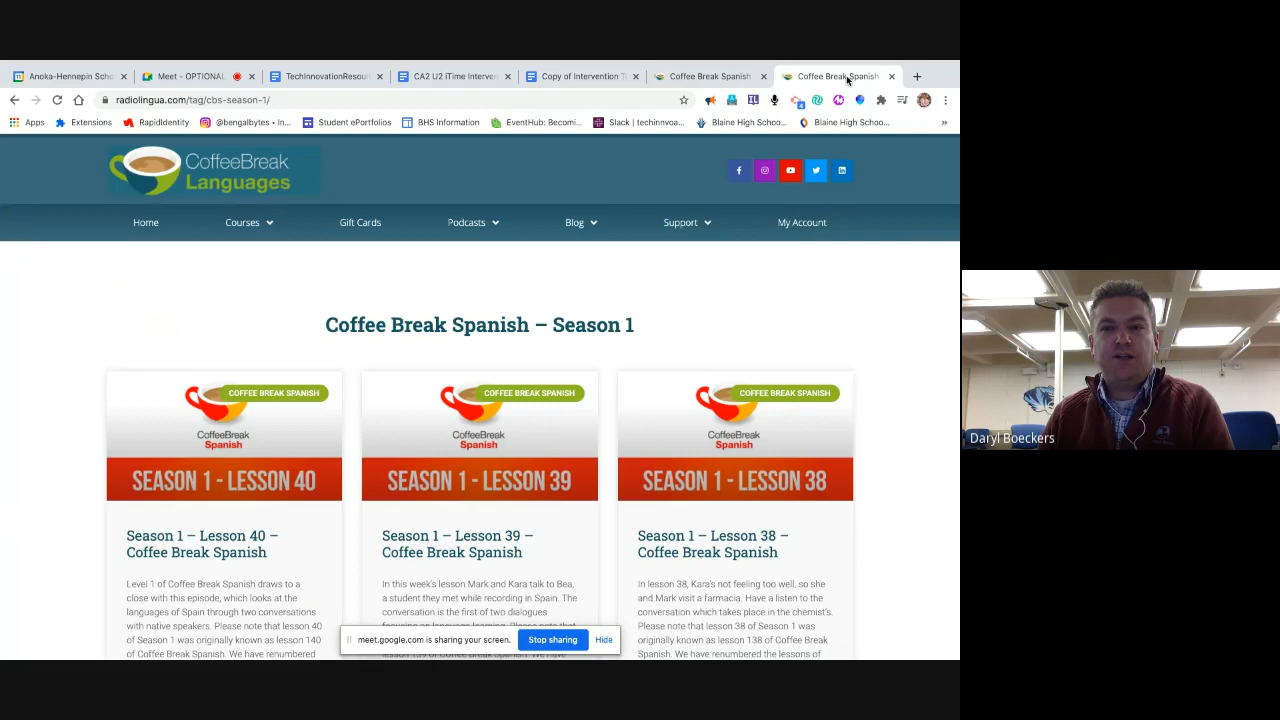 Anoka-Hennepin Scho
Meet - OPTIONAL
TechInnovationResou
CA2 U2 iTime Interven
Copy of Intervention T
Coffee Break Spanish
Coffee Break Spanish
radiolingua.com/tag/cbs-season-1/
Apps
Extensions
RapidIdentity
@bengalbytes • In...
Student ePortfolios
BHS Information
EventHub: Becomi...
Slack | techinnvoa...
Blaine High Schoo...
Blaine High Schoo...
»
CoffeeBreak
Languages
Home
Courses
Gift Cards
Podcasts
Blog
Support
My Account
Coffee Break Spanish – Season 1
COFFEE BREAK SPANISH
CoffeeBreak
Spanish
SEASON 1 - LESSON 40
Season 1 – Lesson 40 –
Coffee Break Spanish
Level 1 of Coffee Break Spanish draws to a
close with this episode, which looks at the
languages of Spain through two conversations
with native speakers. Please note that lesson 40
of Season 1 was originally known as lesson 140
of Coffee Break Spanish. We have renumbered
COFFEE BREAK SPANISH
CoffeeBreak
Spanish
SEASON 1 - LESSON 39
Season 1 – Lesson 39 –
Coffee Break Spanish
In this week's lesson Mark and Kara talk to Bea,
a student they met while recording in Spain. The
conversation is the first of two dialogues
COFFEE BREAK SPANISH
CoffeeBreak
Spanish
SEASON 1 - LESSON 38
Season 1 – Lesson 38 –
Coffee Break Spanish
In lesson 38, Kara's not feeling too well, so she
and Mark visit a farmacia. Have a listen to the
conversation which takes place in the chemist's.
Please note that lesson 38 of Season 1 was
originally known as lesson 138 of Coffee Break
Spanish. We have renumbered the lessons of
meet.google.com is sharing your screen.
Stop sharing
Hide
Daryl Boeckers